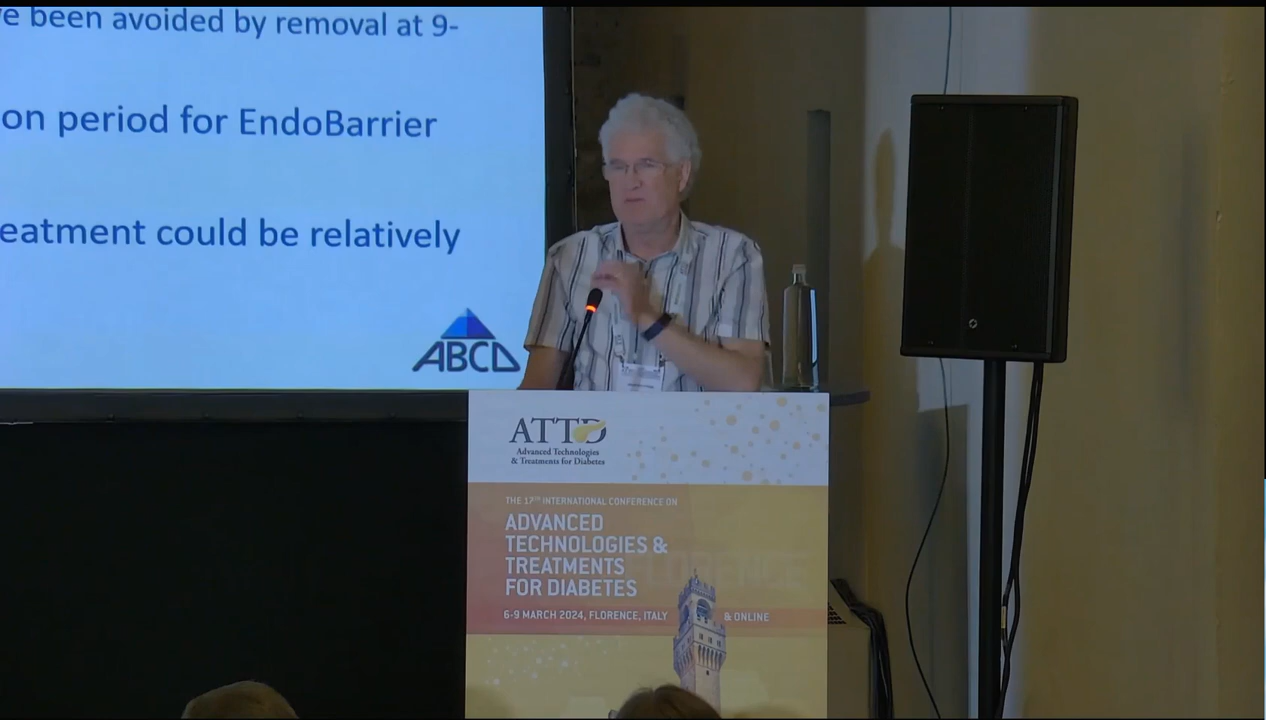 e been avoided by removal at 9-
on period for EndoBarrier
eatment could be relatively
ABCD
ATTD
Advanced Technologies
& Treatments for Diabetes
THE 17TH INTERNATIONAL CONFERENCE ON
ADVANCED
TECHNOLOGIES &
TREATMENTS
FOR DIABETES
6-9 MARCH 2024, FLORENCE, ITALY & ONLINE